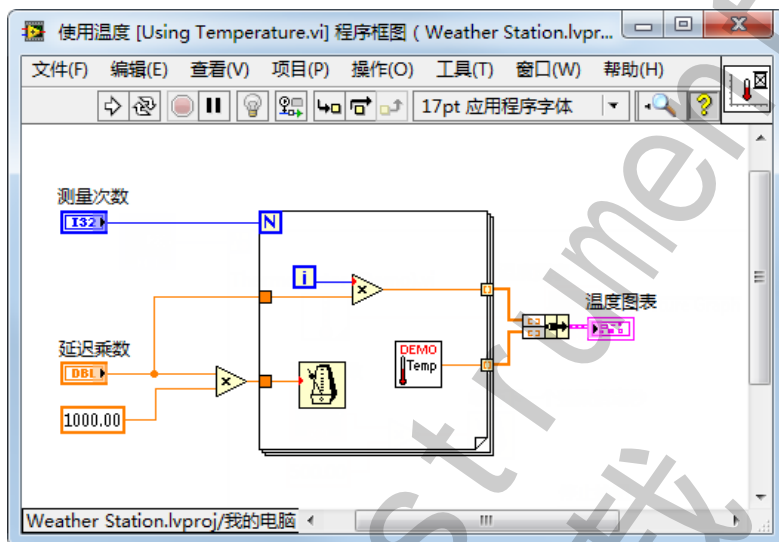 使用温度 [Using Temperature.vi] 程序框图 ( Weather Station.lvpr...
文件(F) 编辑(E) 查看(V) 项目(P) 操作(O) 工具(T) 窗口(W) 帮助(H)
17pt 应用程序字体
测量次数
I32
N
i
温度图表
延迟乘数
DBL
DEMO
Temp
1000.00
Weather Station.lvproj/我的电脑